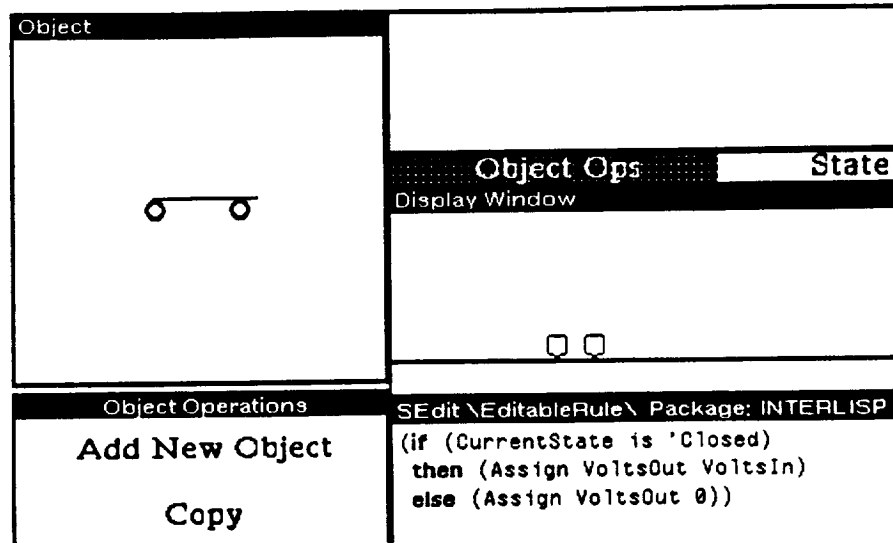 Object
Object Ops
State
Display Window
Object Operations
Add New Object
Copy
SEdit \EditableRule\ Package: INTERLISP
(if (CurrentState is 'Closed)
then (Assign VoltsOut VoltsIn)
else (Assign VoltsOut 0))